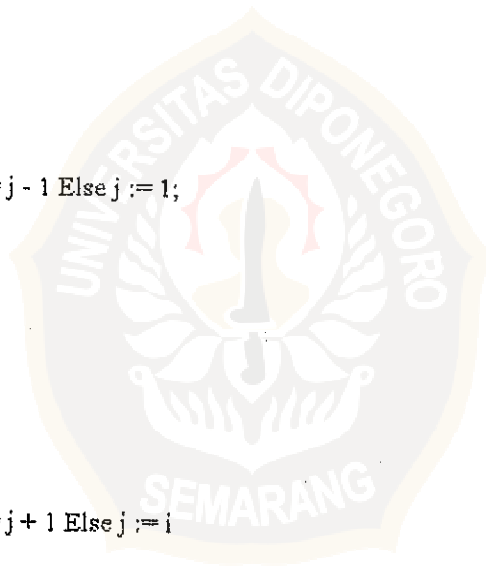 UNIVERSITAS DIPONEGORO
j - 1 Else j := 1;
SEMARANG
j + 1 Else j := i